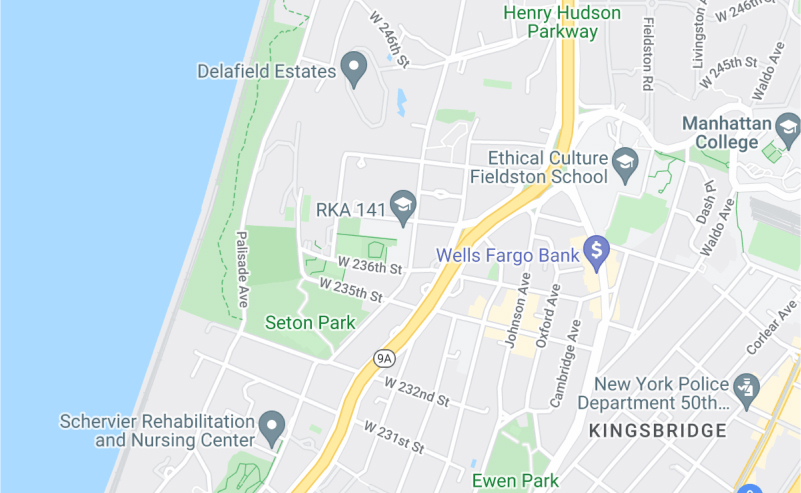 W 246th St
Henry Hudson
Parkway
Fieldston Rd
Livingston A
W 246th S
W 245th St
Waldo Ave
Delafield Estates
Manhattan
College
Ethical Culture
Fieldston School
RKA 141
Dash Pl
Waldo Ave
Palisade Ave
W 236th St
Wells Fargo Bank
$
W 235th St
Seton Park
Johnson Ave
Oxford Ave
Cambridge Ave
Corlear Ave
9A
W 232nd St
New York Police
Department 50th...
Schervier Rehabilitation
and Nursing Center
W 231st St
KINGSBRIDGE
Ewen Park